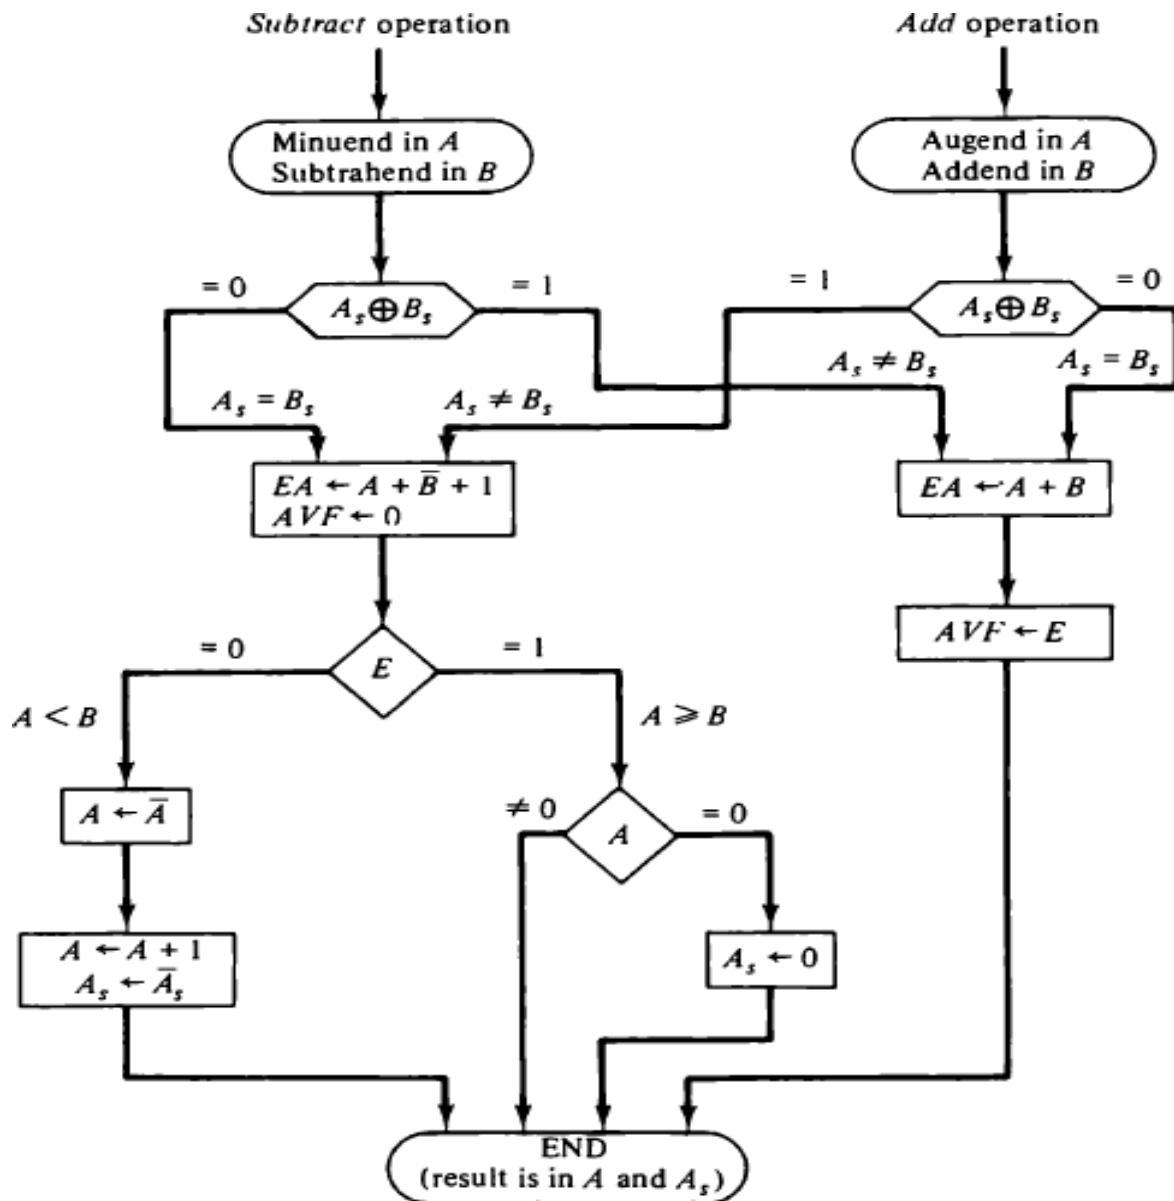 Subtract operation
Add operation
Minuend in A
Subtrahend in B
Augend in A
Addend in B
= 0
A_s ⊕ B_s
= 1
= 1
A_s ⊕ B_s
= 0
A_s = B_s
A_s ≠ B_s
A_s ≠ B_s
A_s = B_s
EA ← A + B̅ + 1
AVF ← 0
EA ← A + B
AVF ← E
= 0
E
= 1
A < B
A ⩾ B
A ← A̅
≠ 0
A
= 0
A ← A + 1
A_s ← A̅_s
A_s ← 0
END
(result is in A and A_s)